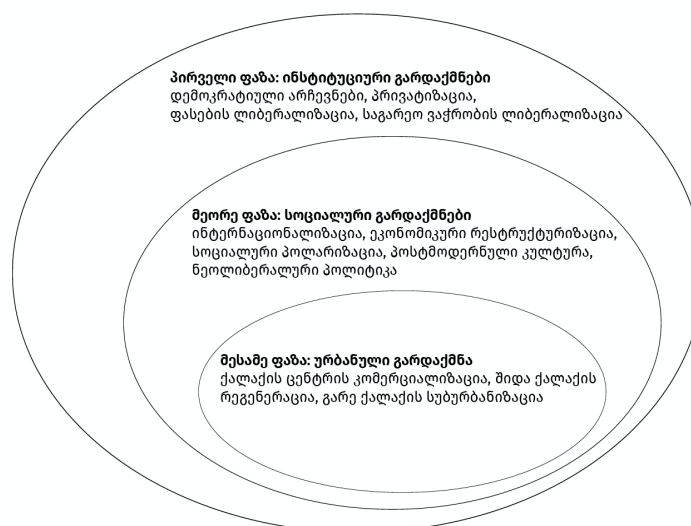 პირველი ფაზა: ინსტიტუციური გარდაქმნები
დემოკრატიული არჩევნები, პრივატიზაცია,
ფასების ლიბერალიზაცია, საგარეო ვაჭრობის ლიბერალიზაცია
მეორე ფაზა: სოციალური გარდაქმნები
ინტერნაციონალიზაცია, ეკონომიკური რესტრუქტურიზაცია,
სოციალური პოლარიზაცია, პოსტმოდერნული კულტურა,
ნეოლიბერალური პოლიტიკა
მესამე ფაზა: ურბანული გარდაქმნა
ქალაქის ცენტრის კომერციალიზაცია, შიდა ქალაქის
რეგენერაცია, გარე ქალაქის სუბურბანიზაცია